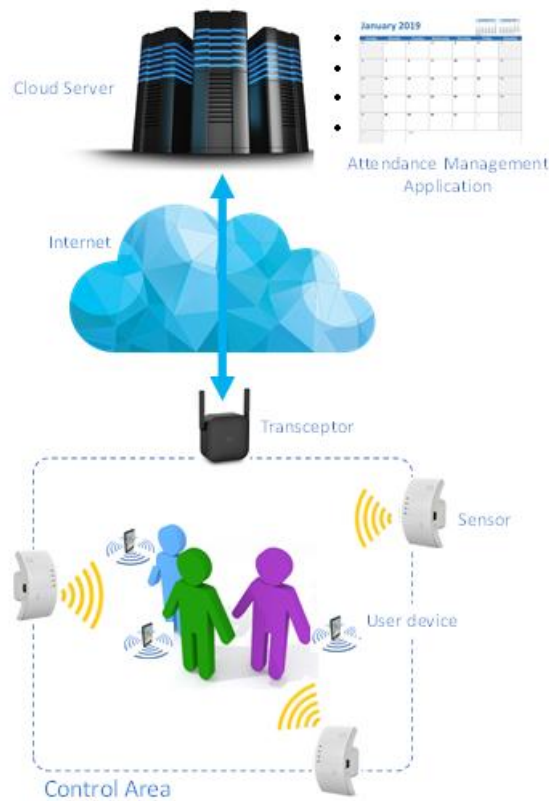 January 2019
Cloud Server
Attendance Management
Application
Internet
Transceptor
Sensor
User device
Control Area